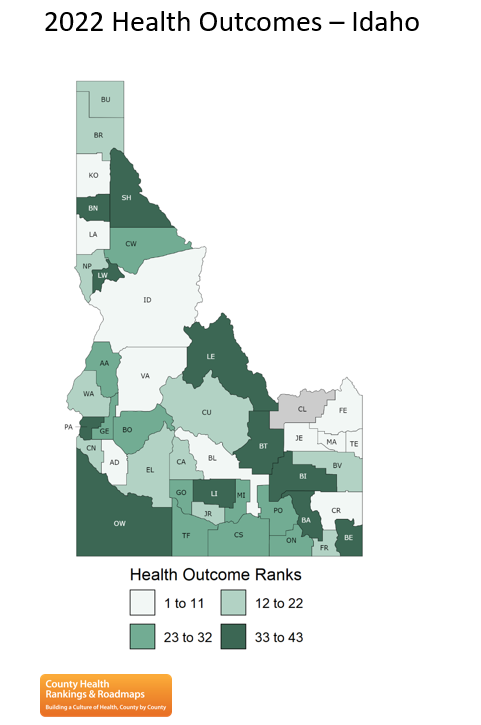 2022 Health Outcomes – Idaho
BU
BR
KO
SH
BN
LA
CW
NP
LW
ID
LE
AA
VA
WA
CU
CL
FE
PA
GE
BO
JE
MA
TE
CN
BT
AD
EL
CA
BL
BV
BI
GO
LI
MI
JR
PO
BA
CR
OW
TF
CS
ON
FR
BE
Health Outcome Ranks
1 to 11
12 to 22
23 to 32
33 to 43
County Health
Rankings & Roadmaps
Building a Culture of Health, County by County